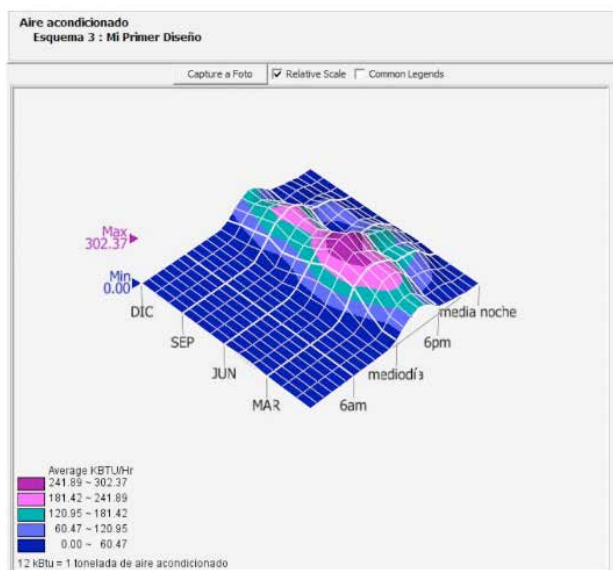 Aire acondicionado
Esquema 3 : Mi Primer Diseño
Capture a Foto Relative Scale Common Legends
Max
302.37
Min
0.00
DIC
SEP
JUN
MAR
6am
mediodía
6pm
media noche
Average KBTU/Hr
241.89 ~ 302.37
181.42 ~ 241.89
120.95 ~ 181.42
60.47 ~ 120.95
0.00 ~ 60.47
12 kBtu = 1 tonelada de aire acondicionado